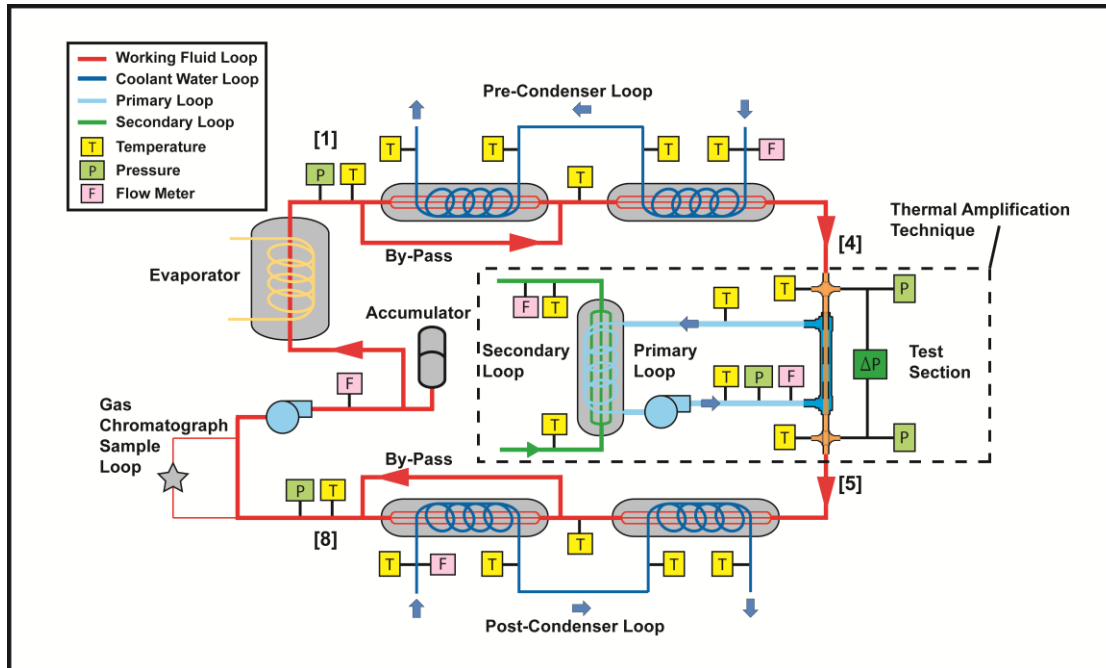 Working Fluid Loop
Coolant Water Loop
Primary Loop
Secondary Loop
T Temperature
P Pressure
F Flow Meter
Pre-Condenser Loop
[1]
T
T
T
T
F
P
T
T
By-Pass
Evaporator
[4]
Thermal Amplification
Technique
Accumulator
F
T
T
T
P
Secondary
Loop
Primary
Loop
T
P
F
ΔP
Test
Section
T
T
P
F
Gas
Chromatograph
Sample
Loop
By-Pass
[5]
P
T
[8]
T
T
F
T
T
T
Post-Condenser Loop